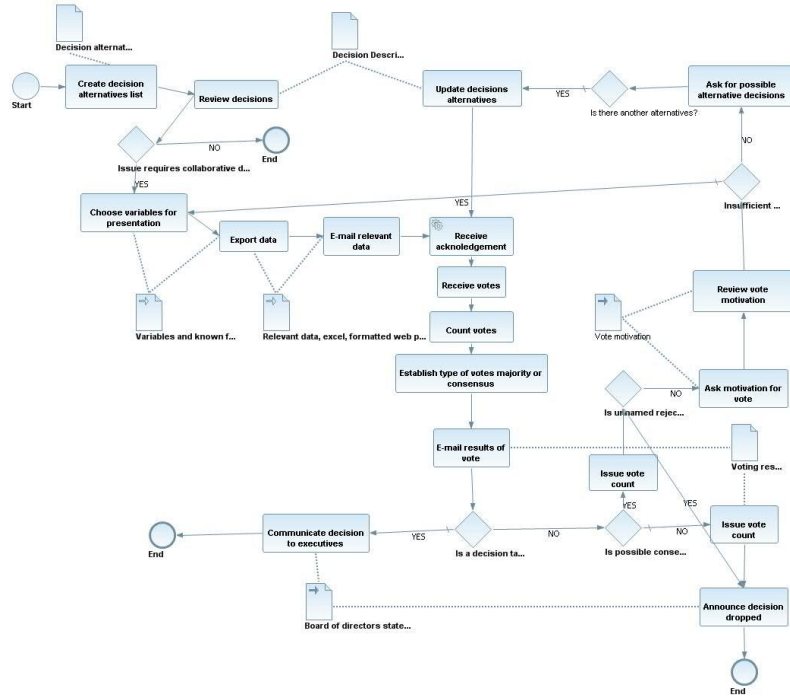 Decision alternat...
Decision Descri...
Start
Create decision
alternatives list
Review decisions
Update decisions
alternatives
YES
Is there another alternatives?
Ask for possible
alternative decisions
NO
Issue requires collaborative d...
NO
End
YES
Insufficient ...
YES
Choose variables for
presentation
Export data
E-mail relevant
data
Receive
acknoledgement
Receive votes
Review vote
motivation
Variables and known f...
Relevant data, excel, formatted web p...
Count votes
Vote motivation
Establish type of votes majority or
consensus
Ask motivation for
vote
NO
Is unnamed rejec...
E-mail results of
vote
Voting res...
Issue vote
count
YES
YES
Issue vote
count
Communicate decision
to executives
YES
Is a decision ta...
NO
Is possible conse...
NO
End
Announce decision
dropped
Board of directors state...
End